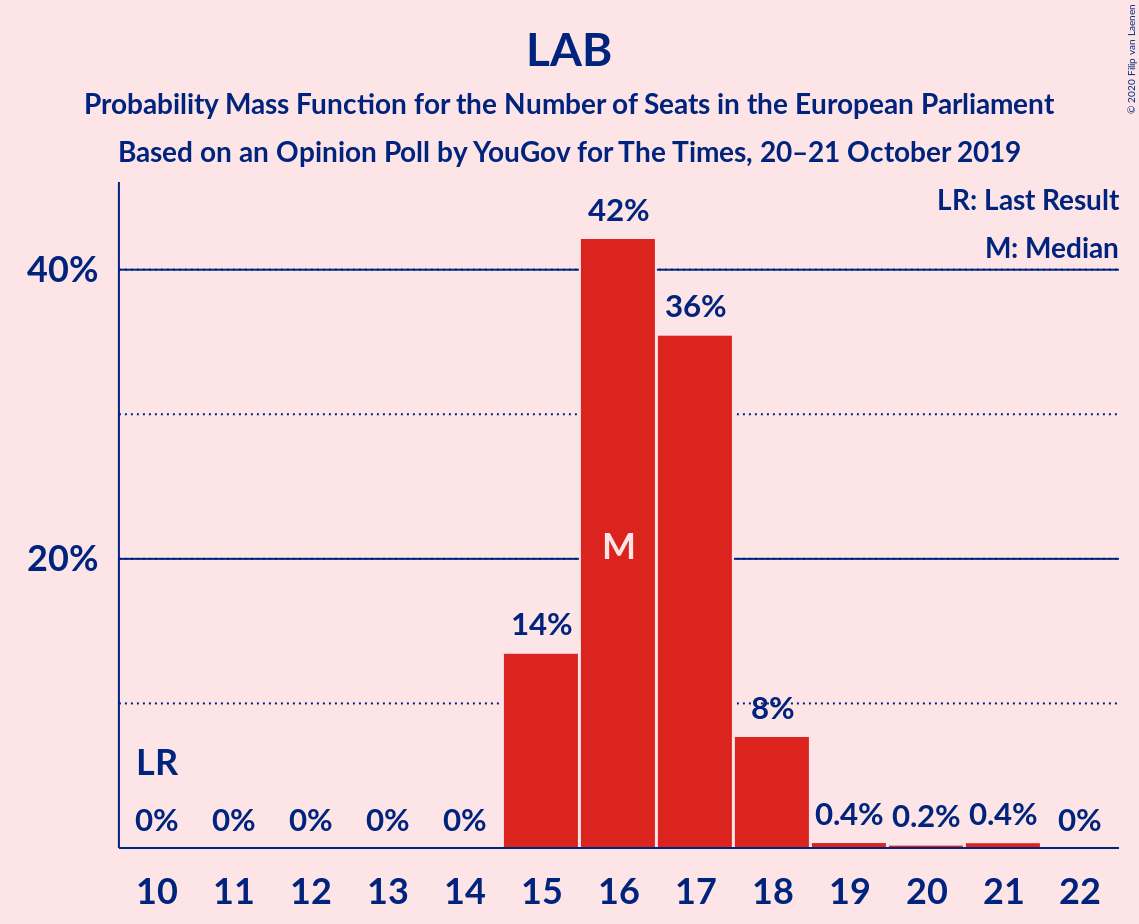 LAB
Probability Mass Function for the Number of Seats in the European Parliament
Based on an Opinion Poll by YouGov for The Times, 20–21 October 2019
© 2020 Filip van Laenen
LR: Last Result
M: Median
40%
20%
42%
36%
M
14%
8%
LR
0% 0% 0% 0% 0% 0.4% 0.2% 0.4% 0%
10 11 12 13 14 15 16 17 18 19 20 21 22